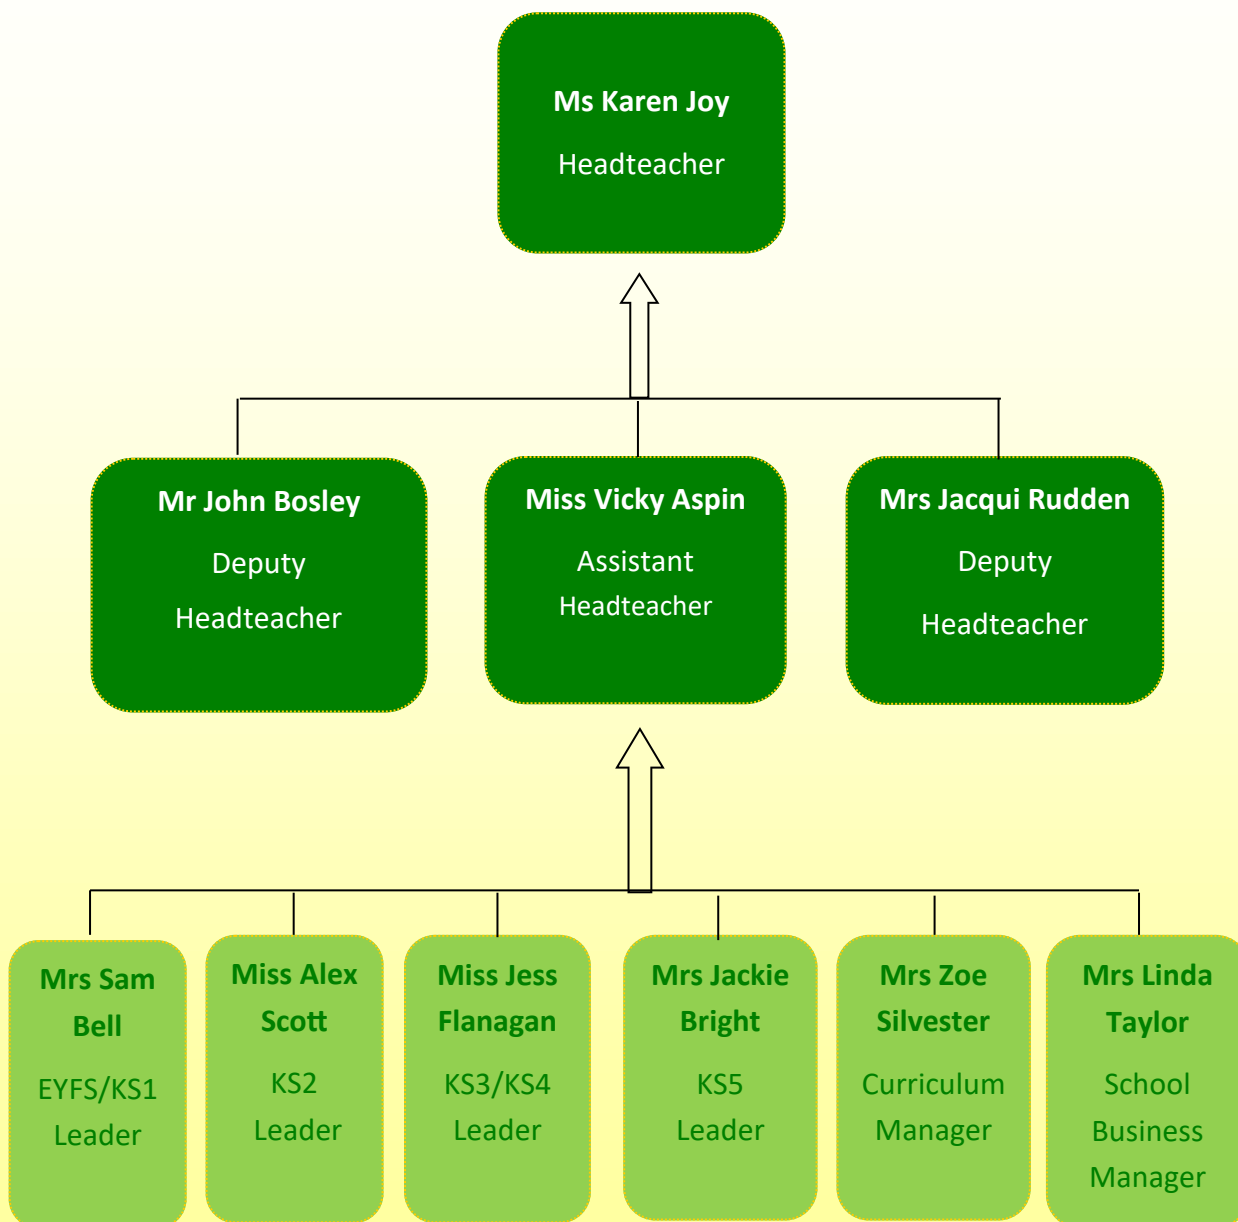 Ms Karen Joy
Headteacher
Mr John Bosley
Deputy
Headteacher
Miss Vicky Aspin
Assistant
Headteacher
Mrs Jacqui Rudden
Deputy
Headteacher
Mrs Sam
Bell
EYFS/KS1
Leader
Miss Alex
Scott
KS2
Leader
Miss Jess
Flanagan
KS3/KS4
Leader
Mrs Jackie
Bright
KS5
Leader
Mrs Zoe
Silvester
Curriculum
Manager
Mrs Linda
Taylor
School
Business
Manager